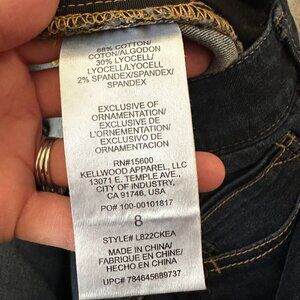 68% COTTON/
COTON/ALGODON
30% LYOCELL/
LYOCELL/LYOCELL
2% SPANDEX/SPANDEX/
SPANDEX
EXCLUSIVE OF
ORNAMENTATION/
EXCLUSIF DE
L'ORNEMENTATION/
EXCLUSIVO DE
ORNAMENTACION
RN#15600
KELLWOOD APPAREL, LLC
13071 E. TEMPLE AVE.,
CITY OF INDUSTRY,
CA 91746, USA
PO# 100-00101817
8
STYLE# L822CKEA
MADE IN CHINA/
FABRIQUE EN CHINE/
HECHO EN CHINA
UPC# 784645689737